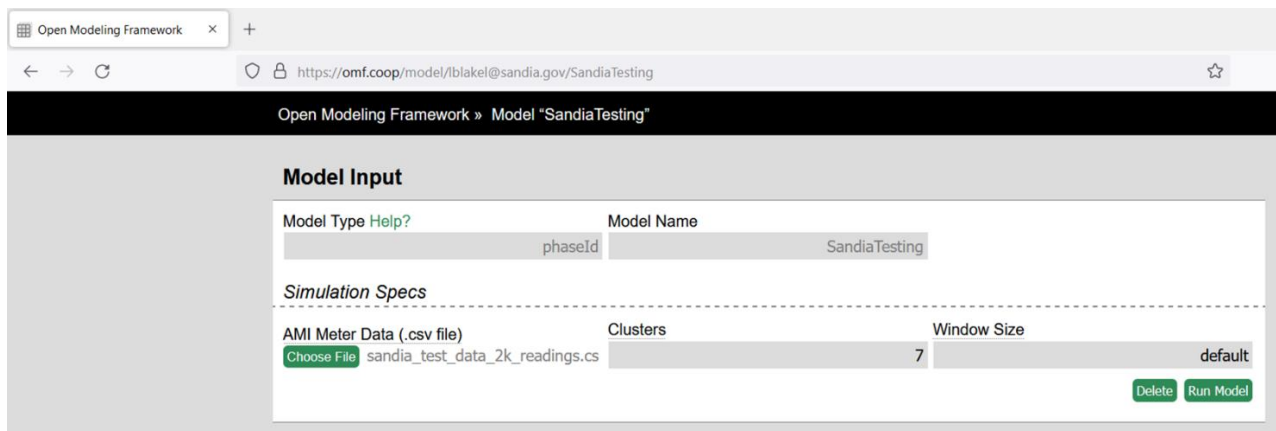 Open Modeling Framework
https://omf.coop/model/lblakel@sandia.gov/SandiaTesting
Open Modeling Framework » Model “SandiaTesting”
Model Input
Model Type Help? Model Name
phaseId SandiaTesting
Simulation Specs
AMI Meter Data (.csv file) Clusters Window Size
Choose File sandia_test_data_2k_readings.cs 7 default
Delete Run Model